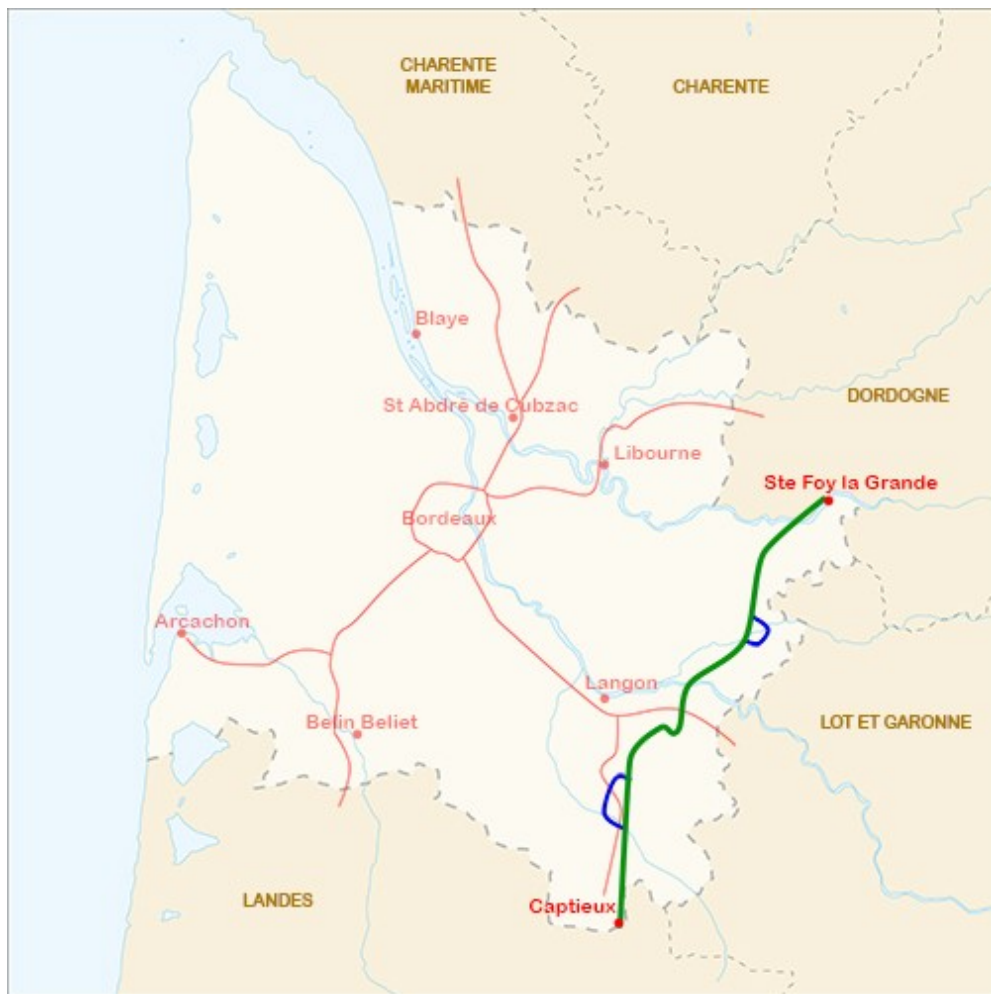 CHARENTE
MARITIME
CHARENTE
Blaye
St Abdrè de Cubzac
DORDOGNE
Libourne
Ste Foy la Grande
Bordeaux
Arcachon
Langon
Belin Beliet
LOT ET GARONNE
LANDES
Captieux